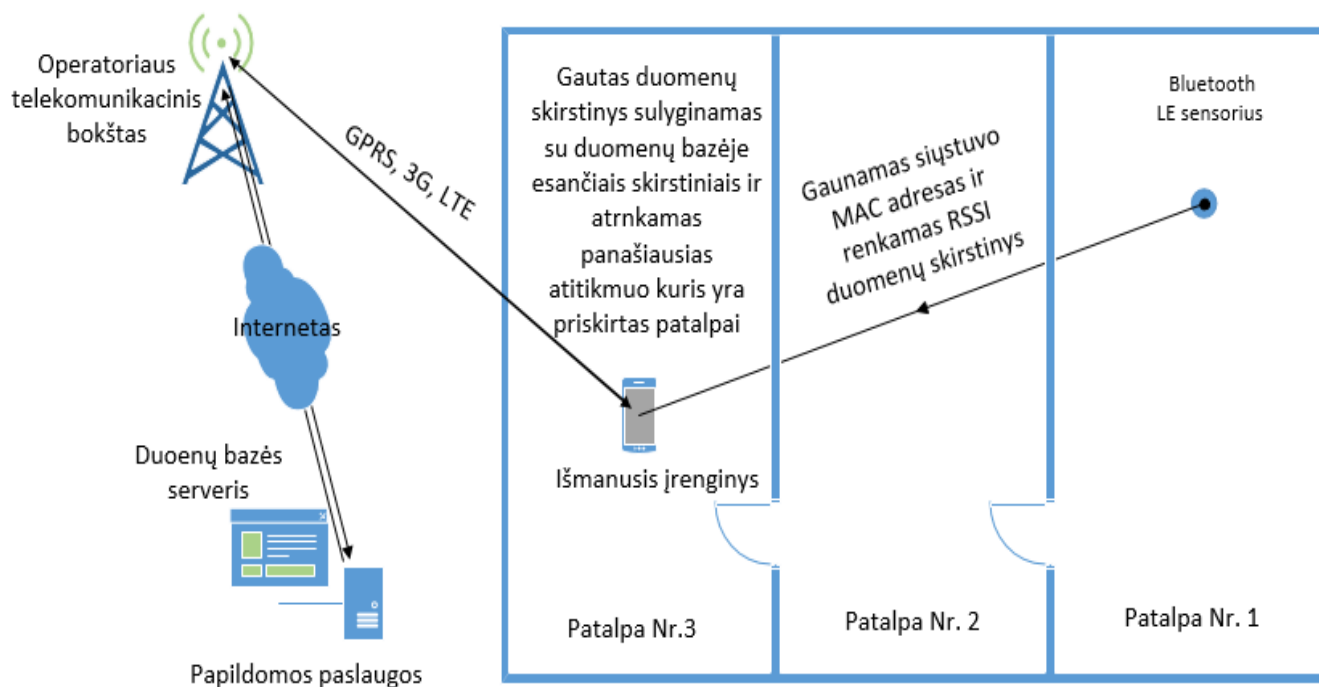 Operatoriaus
telekomunikacinis
bokštas
GPRS, 3G, LTE
Internetas
Duoenų bazės
serveris
Papildomos paslaugos
Gautas duomenų
skirstinys sulyginamas
su duomenų bazėje
esančiais skirstiniais ir
atrnkamas
panašiausias
atitikmuo kuris yra
priskirtas patalpai
Išmanusis įrenginys
Patalpa Nr.3
Gaunamas siųstuvo
MAC adresas ir
renkamas RSSI
duomenų skirstinys
Patalpa Nr. 2
Bluetooth
LE sensorius
Patalpa Nr. 1